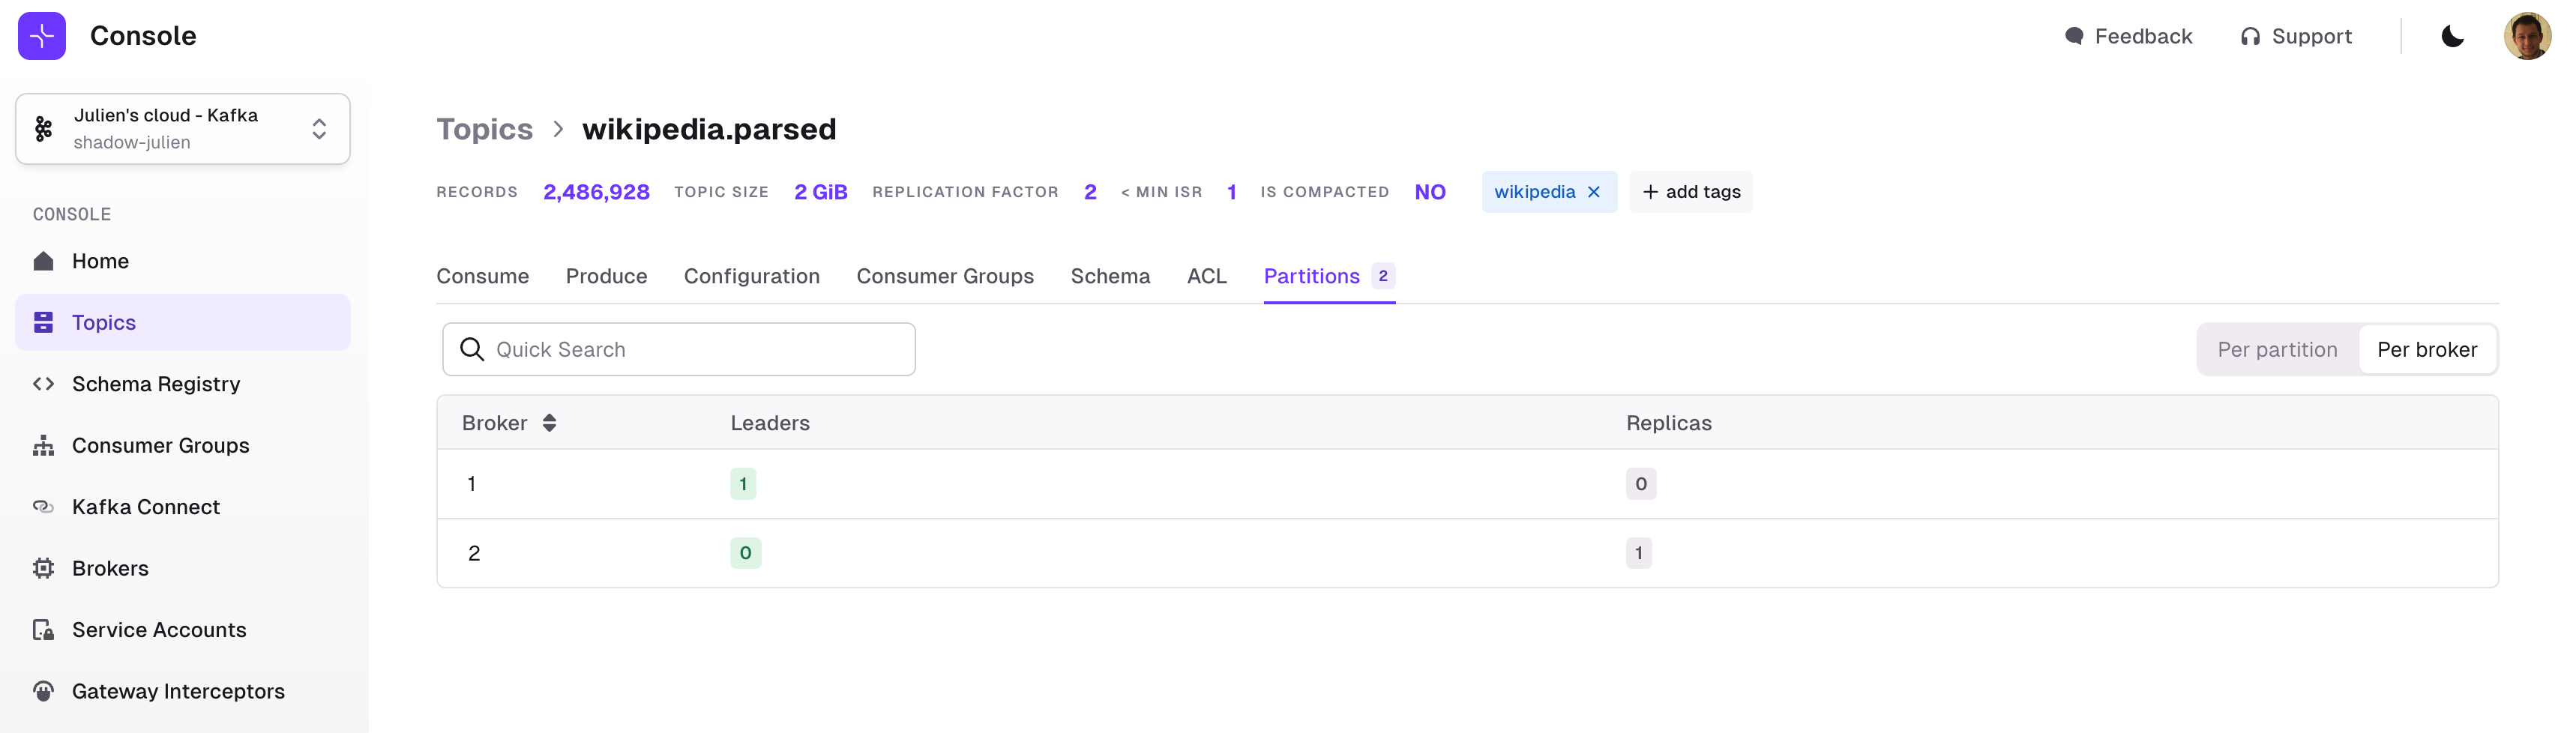 Console
Feedback
Support
Julien's cloud - Kafka
shadow-julien
CONSOLE
Home
Topics
Schema Registry
Consumer Groups
Kafka Connect
Brokers
Service Accounts
Gateway Interceptors
Topics > wikipedia.parsed
RECORDS 2,486,928 TOPIC SIZE 2 GiB REPLICATION FACTOR 2 < MIN ISR 1 IS COMPACTED NO wikipedia × + add tags
Consume Produce Configuration Consumer Groups Schema ACL Partitions 2
Quick Search
Per partition Per broker
Broker Leaders Replicas
1 1 0
2 0 1